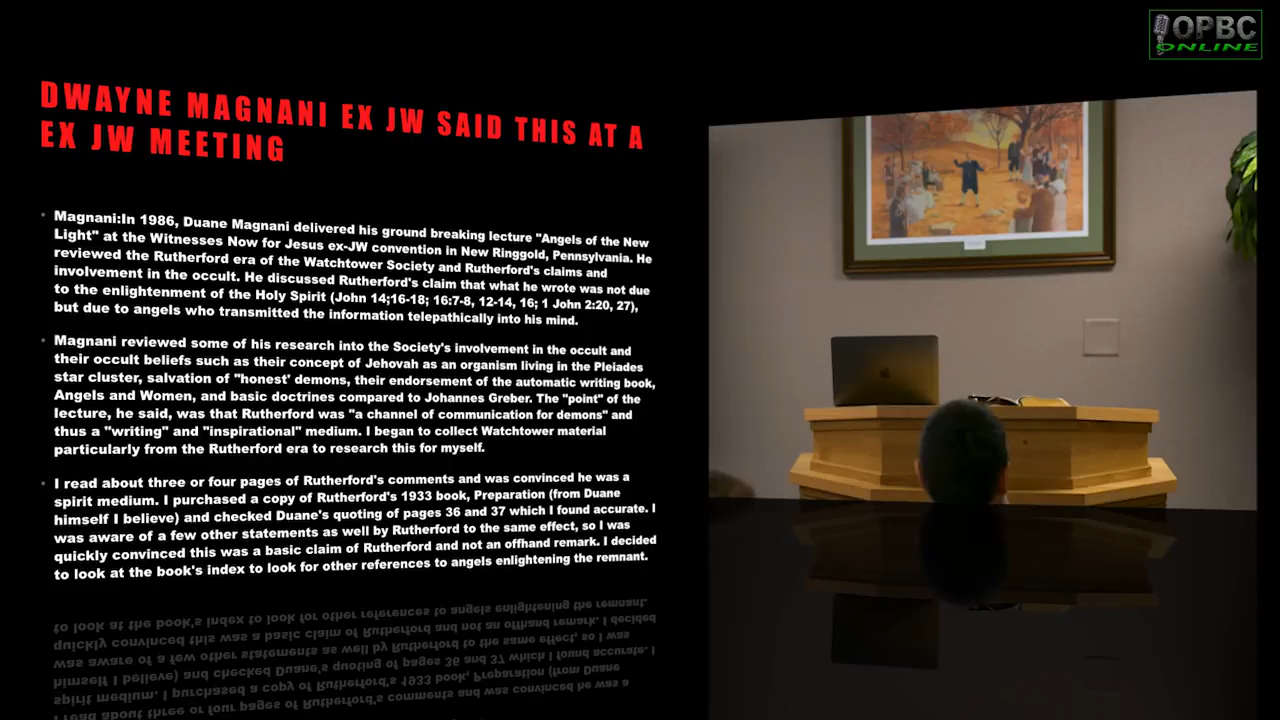 OPBC
ONLINE
DWAYNE MAGNANI EX JW SAID THIS AT A
EX JW MEETING
Magnani:In 1986, Duane Magnani delivered his ground breaking lecture "Angels of the New
Light" at the Witnesses Now for Jesus ex-JW convention in New Ringgold, Pennsylvania. He
reviewed the Rutherford era of the Watchtower Society and Rutherford's claims and
involvement in the occult. He discussed Rutherford's claim that what he wrote was not due
to the enlightenment of the Holy Spirit (John 14;16-18; 16:7-8, 12-14, 16; 1 John 2:20, 27),
but due to angels who transmitted the information telepathically into his mind.
Magnani reviewed some of his research into the Society's involvement in the occult and
their occult beliefs such as their concept of Jehovah as an organism living in the Pleiades
star cluster, salvation of "honest' demons, their endorsement of the automatic writing book,
Angels and Women, and basic doctrines compared to Johannes Greber. The "point" of the
lecture, he said, was that Rutherford was "a channel of communication for demons" and
thus a "writing" and "inspirational" medium. I began to collect Watchtower material
particularly from the Rutherford era to research this for myself.
I read about three or four pages of Rutherford's comments and was convinced he was a
spirit medium. I purchased a copy of Rutherford's 1933 book, Preparation (from Duane
himself I believe) and checked Duane's quoting of pages 36 and 37 which I found accurate. I
was aware of a few other statements as well by Rutherford to the same effect, so I was
quickly convinced this was a basic claim of Rutherford and not an offhand remark. I decided
to look at the book's index to look for other references to angels enlightening the remnant.